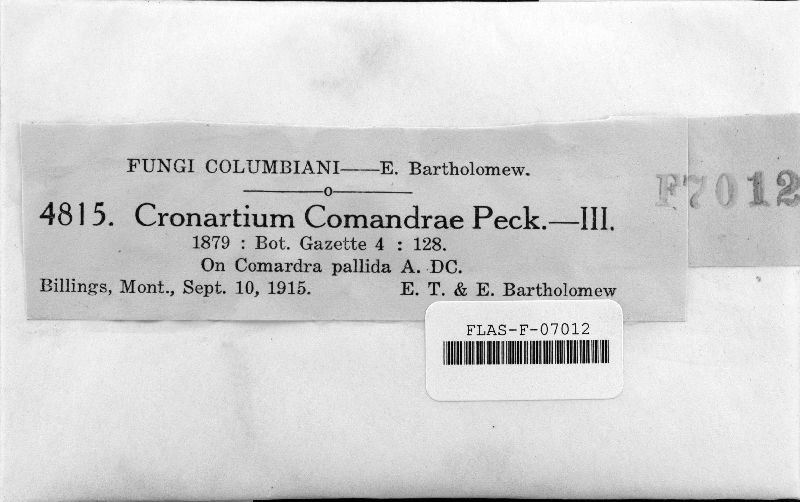 FUNGI COLUMBIANI—E. Bartholomew.
4815. Cronartium Comandrae Peck.—III.
1879 : Bot. Gazette 4 : 128.
On Comardra pallida A. DC.
Billings, Mont., Sept. 10, 1915. E. T. & E. Bartholomew
F7012
FLAS-F-07012